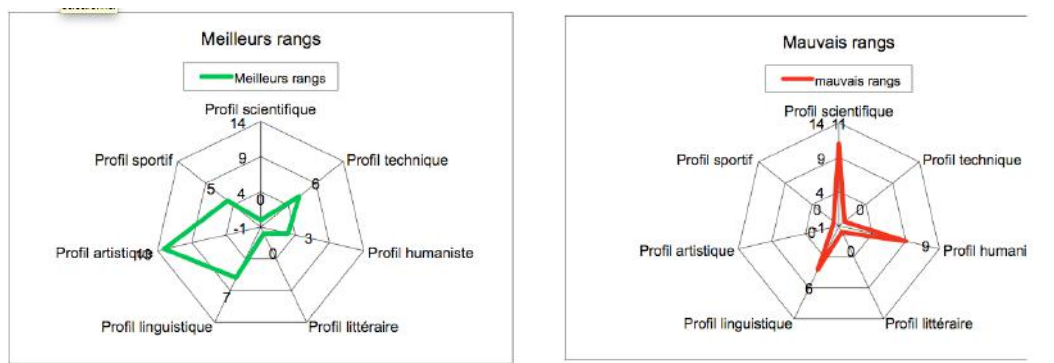 Meilleurs rangs
Meilleurs rangs
Profil scientifique
14
Profil sportif
9
Profil technique
5
6
4
0
-1
Profil artistique
13
3
Profil humaniste
0
7
Profil linguistique
Profil littéraire
Mauvais rangs
mauvais rangs
Profil scientifique
14 11
Profil sportif
9
Profil technique
4
0
0
-1
Profil artistique
0
9
Profil humani
0
6
Profil linguistique
Profil littéraire